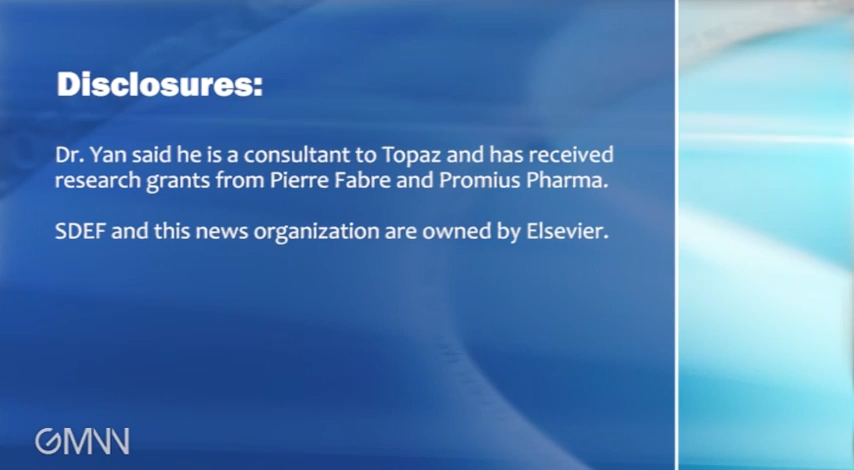 Disclosures:
Dr. Yan said he is a consultant to Topaz and has received
research grants from Pierre Fabre and Promius Pharma.
SDEF and this news organization are owned by Elsevier.
GMNN